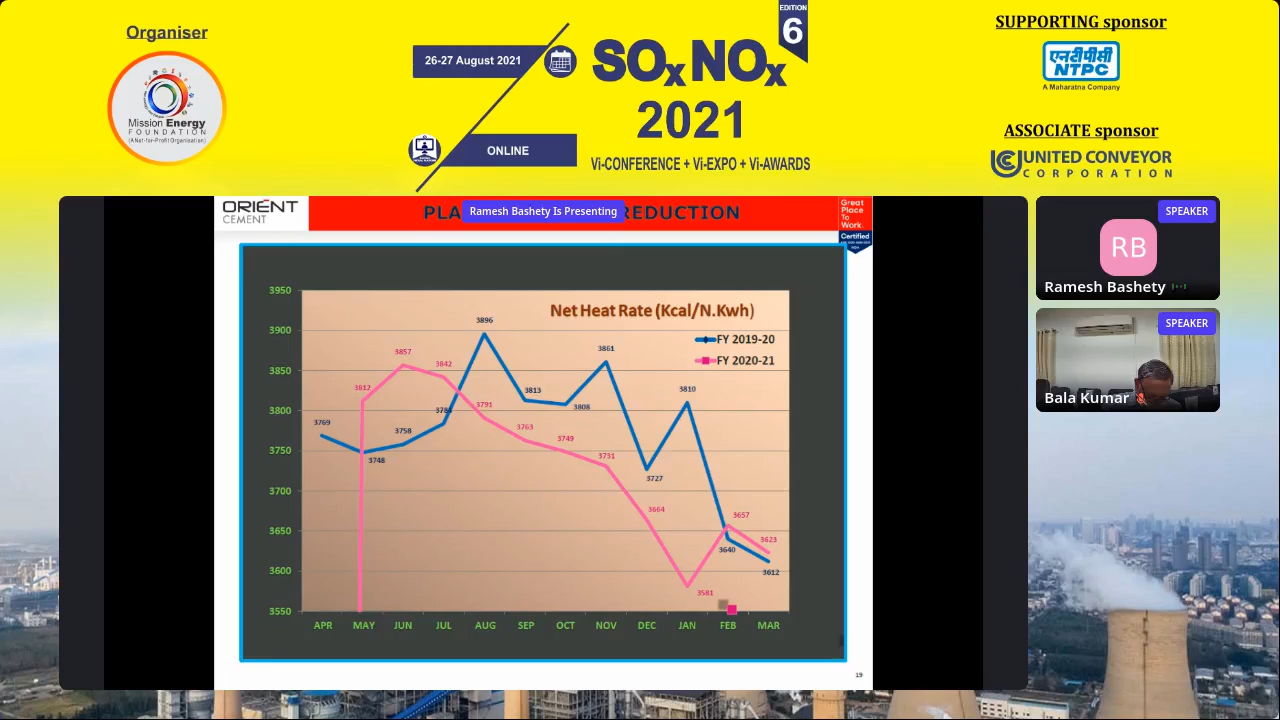 Organiser
Mission Energy
FOUNDATION
(A Not-for-Profit Organisation)
26-27 August 2021
ONLINE
EDITION
6
SOxNOx
2021
Vi-CONFERENCE + Vi-EXPO + Vi-AWARDS
SUPPORTING sponsor
एनटीपीसी
NTPC
A Maharatna Company
ASSOCIATE sponsor
UNITED CONVEYOR
CORPORATION
ORIENT
CEMENT
PLA
Ramesh Bashety Is Presenting
REDUCTION
Great
Place
To
Work.
Certified
Net Heat Rate (Kcal/N.Kwh)
FY 2019-20
FY 2020-21
3950
3900
3850
3800
3750
3700
3650
3600
3550
3769
3748
3758
3896
3813
3808
3861
3727
3810
3640
3612
3812
3857
3842
3791
3763
3749
3731
3664
3581
3657
3623
APR MAY JUN JUL AUG SEP OCT NOV DEC JAN FEB MAR
19
SPEAKER
RB
Ramesh Bashety
SPEAKER
Bala Kumar